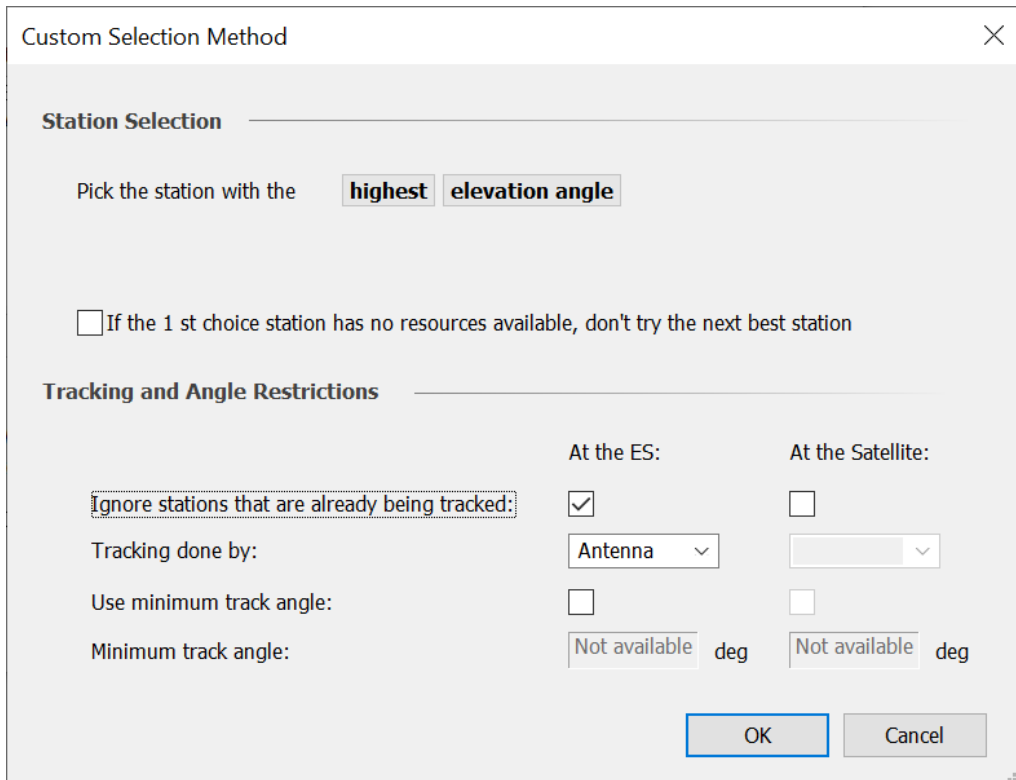 Custom Selection Method
Station Selection
Pick the station with the highest elevation angle
If the 1 st choice station has no resources available, don't try the next best station
Tracking and Angle Restrictions
At the ES: At the Satellite:
Ignore stations that are already being tracked:
Tracking done by: Antenna
Use minimum track angle:
Minimum track angle: Not available deg Not available deg
OK Cancel